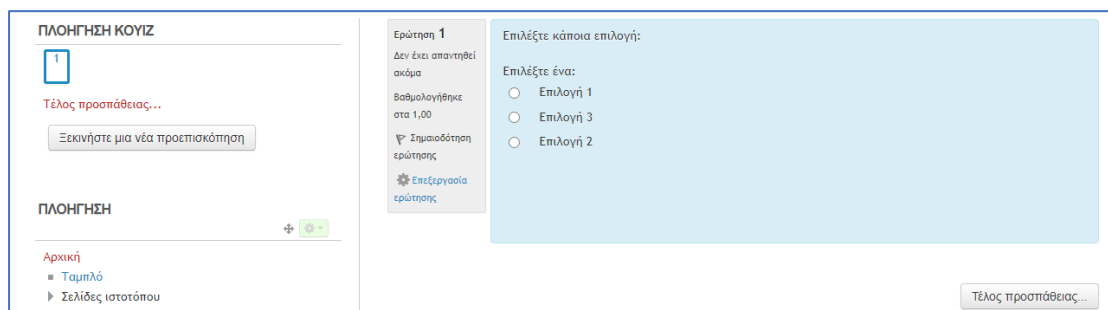 ΠΛΟΗΓΗΣΗ ΚΟΥΙΖ
1
Τέλος προσπάθειας...
Ξεκινήστε μια νέα προεπισκόπηση
ΠΛΟΗΓΗΣΗ
Αρχική
Ταμπλό
Σελίδες ιστοτόπου
Ερώτηση 1
Δεν έχει απαντηθεί
ακόμα
Βαθμολογήθηκε
στα 1,00
Σημαιοδότηση
ερώτησης
Επεξεργασία
ερώτησης
Επιλέξτε κάποια επιλογή:
Επιλέξτε ένα:
Επιλογή 1
Επιλογή 3
Επιλογή 2
Τέλος προσπάθειας...